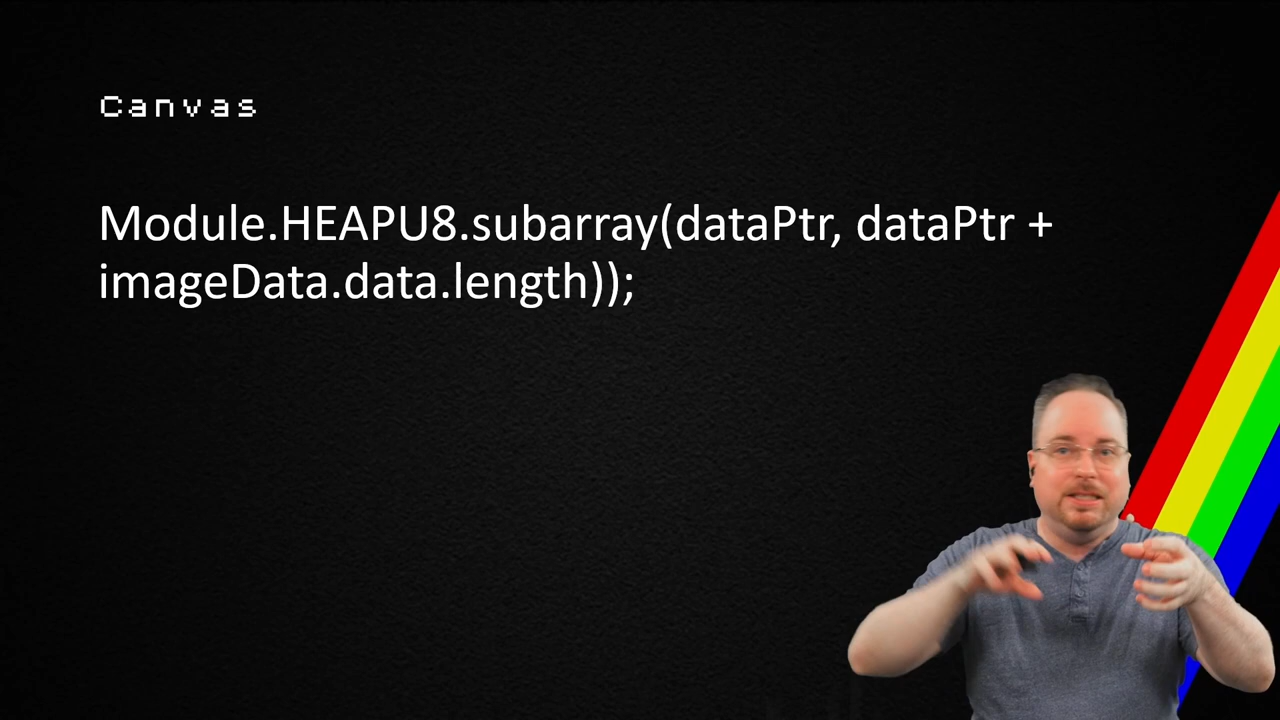 Canvas
Module.HEAPU8.subarray(dataPtr, dataPtr +
imageData.data.length));